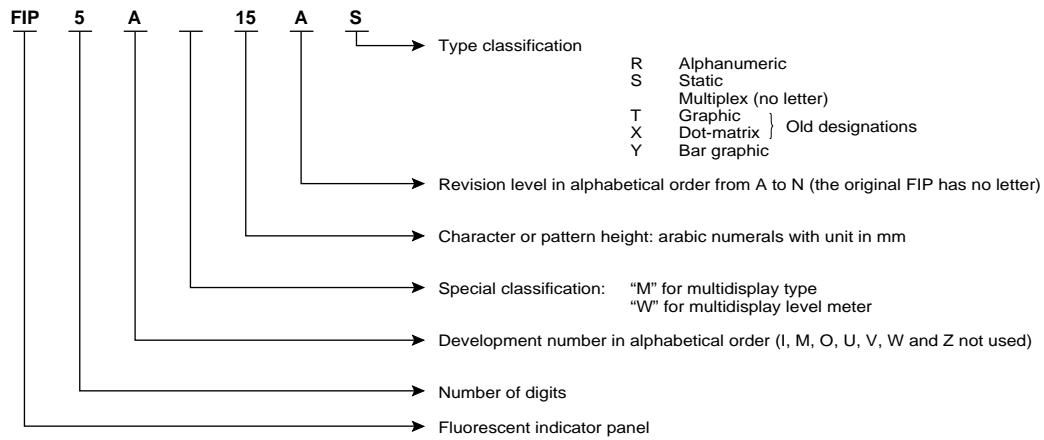 FIP 5 A 15 A S
Type classification
R Alphanumeric
S Static
Multiplex (no letter)
T Graphic
X Dot-matrix } Old designations
Y Bar graphic
Revision level in alphabetical order from A to N (the original FIP has no letter)
Character or pattern height: arabic numerals with unit in mm
Special classification: “M” for multidisplay type
“W” for multidisplay level meter
Development number in alphabetical order (I, M, O, U, V, W and Z not used)
Number of digits
Fluorescent indicator panel